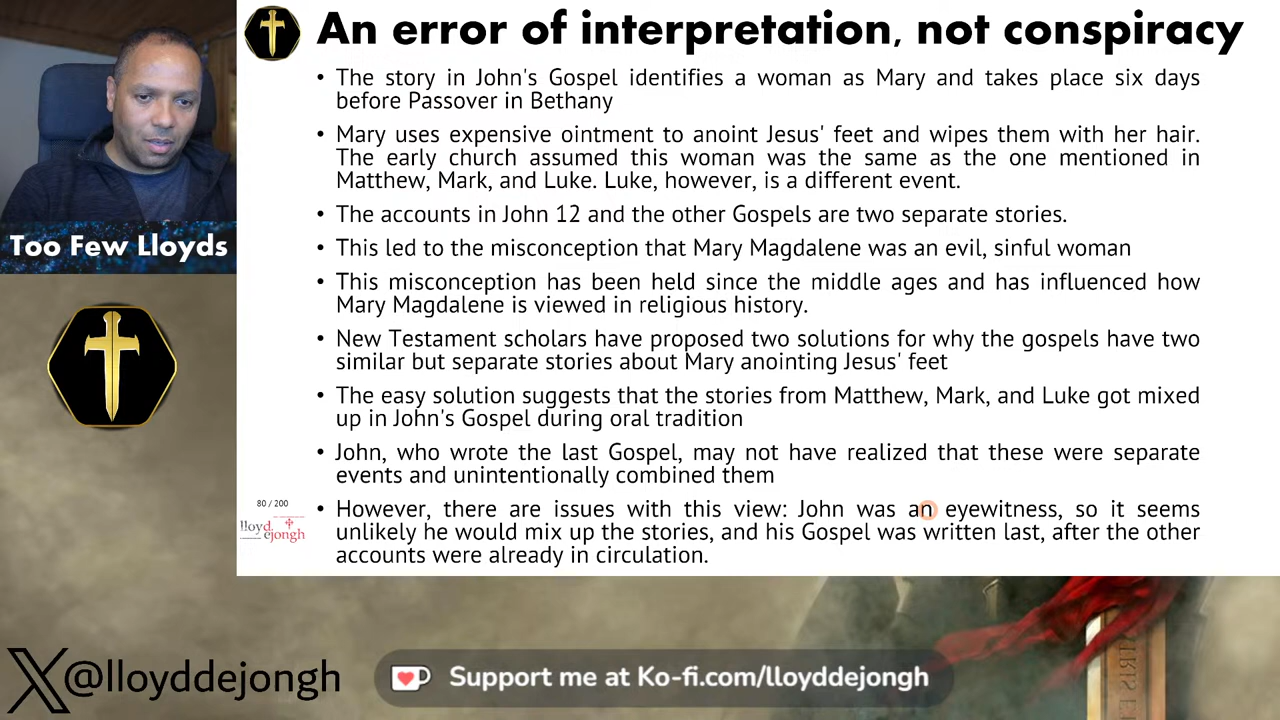 An error of interpretation, not conspiracy
• The story in John's Gospel identifies a woman as Mary and takes place six days
before Passover in Bethany
• Mary uses expensive ointment to anoint Jesus' feet and wipes them with her hair.
The early church assumed this woman was the same as the one mentioned in
Matthew, Mark, and Luke. Luke, however, is a different event.
• The accounts in John 12 and the other Gospels are two separate stories.
• This led to the misconception that Mary Magdalene was an evil, sinful woman
• This misconception has been held since the middle ages and has influenced how
Mary Magdalene is viewed in religious history.
• New Testament scholars have proposed two solutions for why the gospels have two
similar but separate stories about Mary anointing Jesus' feet
• The easy solution suggests that the stories from Matthew, Mark, and Luke got mixed
up in John's Gospel during oral tradition
• John, who wrote the last Gospel, may not have realized that these were separate
events and unintentionally combined them
• However, there are issues with this view: John was an eyewitness, so it seems
unlikely he would mix up the stories, and his Gospel was written last, after the other
accounts were already in circulation.
Too Few Lloyds
80 / 200
lloyd
dejongh
X@lloyddejongh
Support me at Ko-fi.com/lloyddejongh